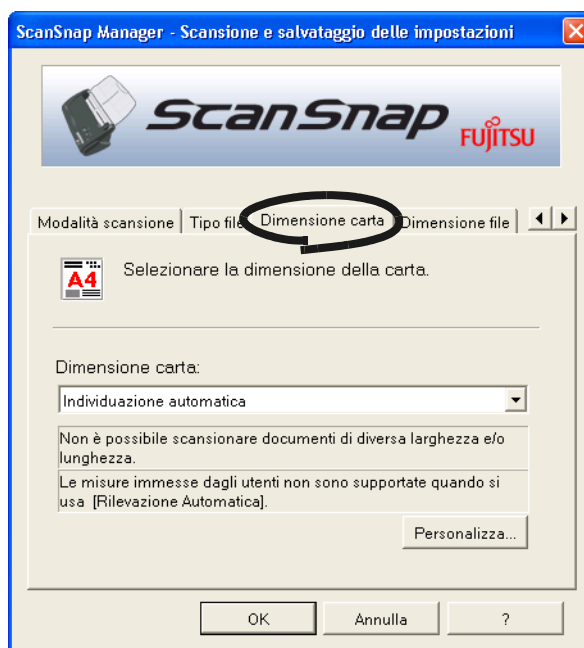 ScanSnap Manager - Scansione e salvataggio delle impostazioni
ScanSnap
FUJITSU
Modalità scansione Tipo file Dimensione carta Dimensione file
A4
Selezionare la dimensione della carta.
Dimensione carta:
Individuazione automatica
Non è possibile scansionare documenti di diversa larghezza e/o
lunghezza.
Le misure immesse dagli utenti non sono supportate quando si
usa [Rilevazione Automatica].
Personalizza...
OK Annulla ?